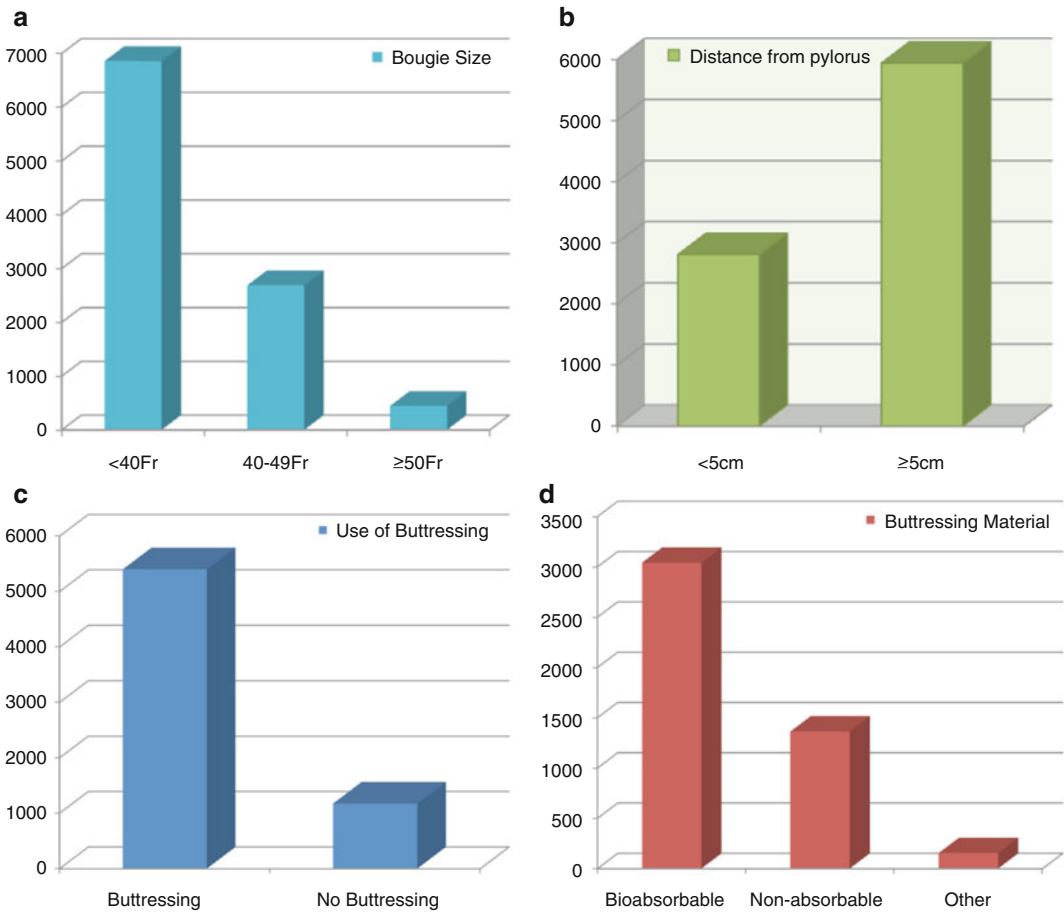 a
Bougie Size
7000
6000
5000
4000
3000
2000
1000
0
<40Fr 40-49Fr ≥50Fr
b
Distance from pylorus
6000
5000
4000
3000
2000
1000
0
<5cm ≥5cm
c
Use of Buttressing
6000
5000
4000
3000
2000
1000
0
Buttressing No Buttressing
d
Buttressing Material
3500
3000
2500
2000
1500
1000
500
0
Bioabsorbable Non-absorbable Other